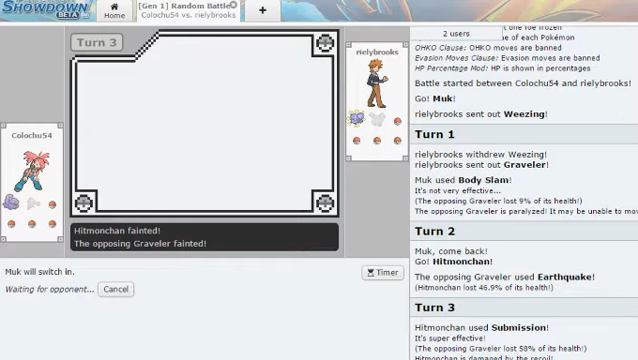 SHOWDOWN
BETA
Home
[Gen 1] Random Battle
Colochu54 vs. rielybrooks
Turn 3
rielybrooks
Colochu54
Hitmonchan fainted!
The opposing Graveler fainted!
Muk will switch in.
Waiting for opponent...
Cancel
Timer
2 users
one foe frozen
of each Pokémon
OHKO Clause: OHKO moves are banned
Evasion Moves Clause: Evasion moves are banned
HP Percentage Mod: HP is shown in percentages
Battle started between Colochu54 and rielybrooks!
Go! Muk!
rielybrooks sent out Weezing!
Turn 1
rielybrooks withdrew Weezing!
rielybrooks sent out Graveler!
Muk used Body Slam!
It's not very effective...
(The opposing Graveler lost 9% of its health!)
The opposing Graveler is paralyzed! It may be unable to mov
Turn 2
Muk, come back!
Go! Hitmonchan!
The opposing Graveler used Earthquake!
(Hitmonchan lost 46.9% of its health!)
Turn 3
Hitmonchan used Submission!
It's super effective!
(The opposing Graveler lost 58% of its health!)
Hitmonchan is damaged by the recoil!